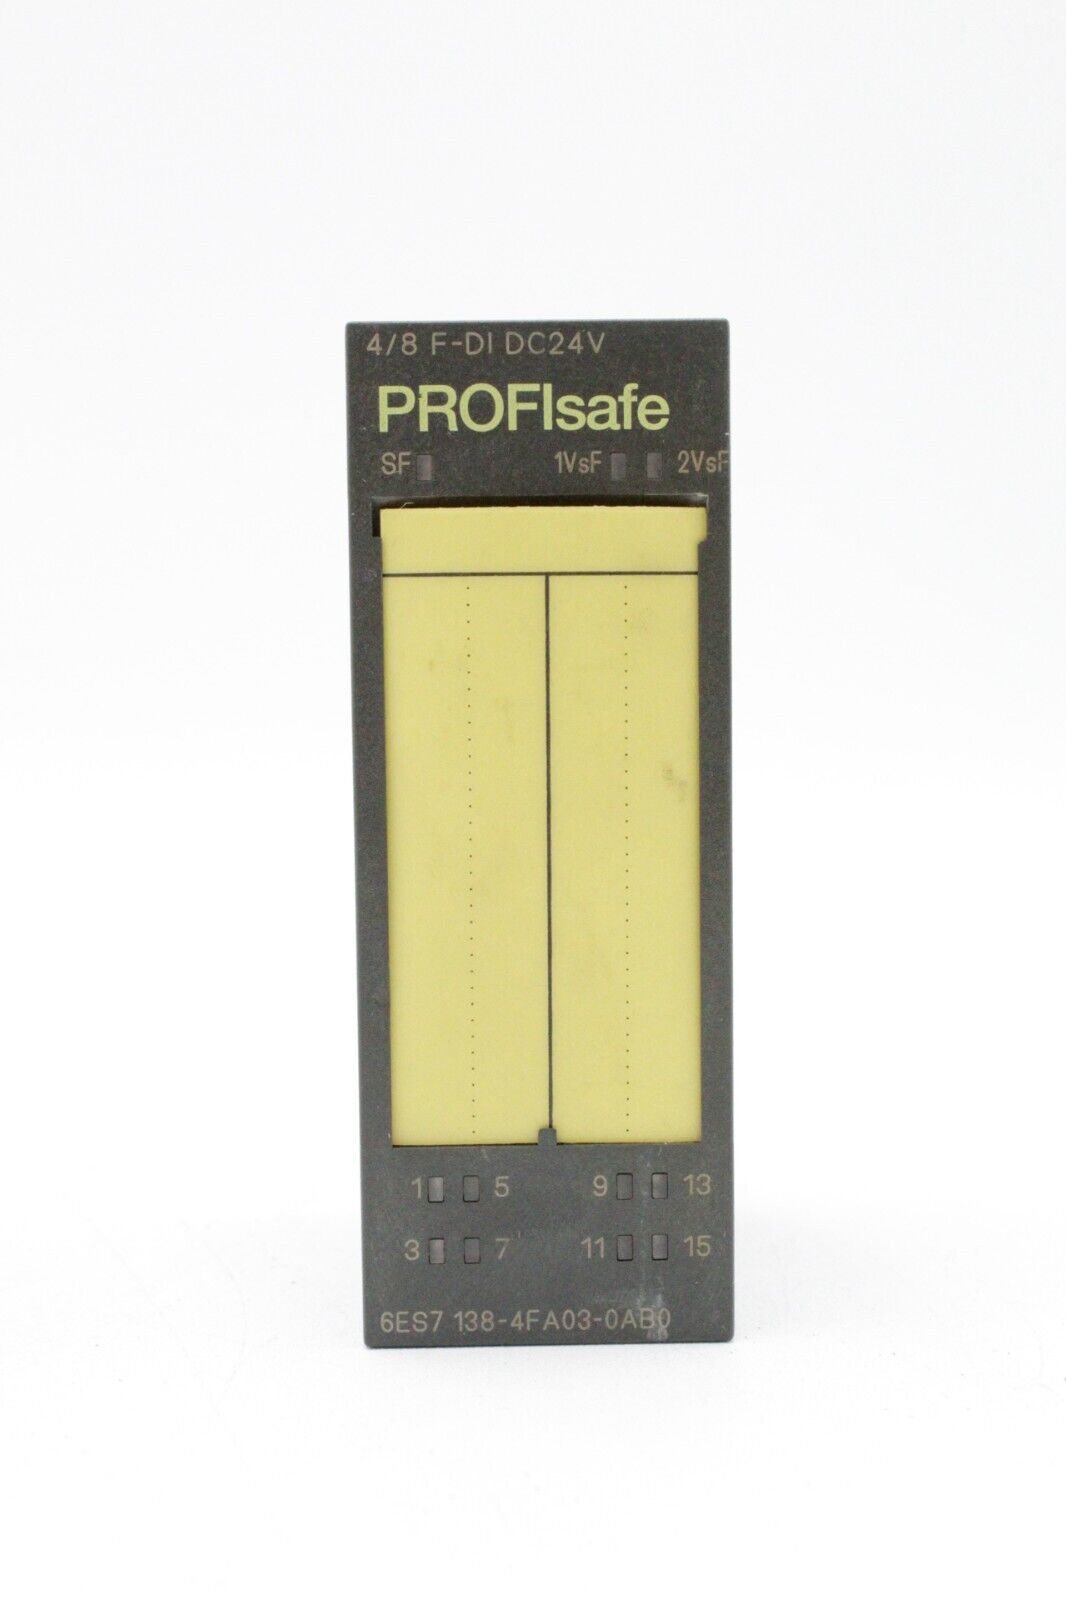 4/8 F-DI DC24V
PROFIsafe
SF 1VsF 2VsF
1 5 9 13
3 7 11 15
6ES7 138-4FA03-0AB0